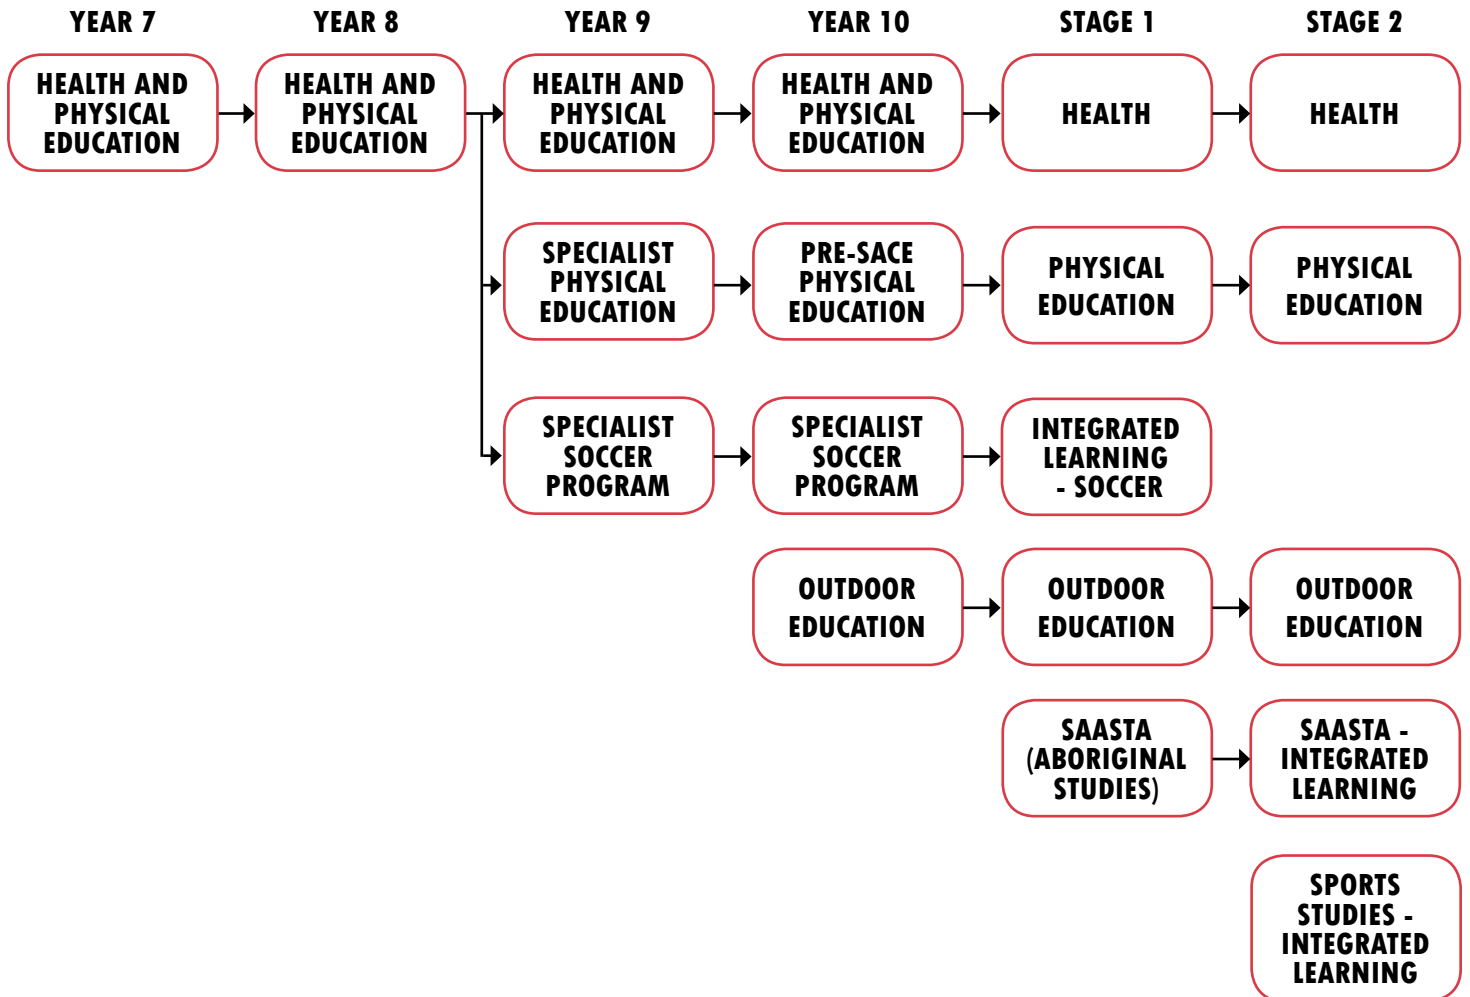 YEAR 7
YEAR 8
YEAR 9
YEAR 10
STAGE 1
STAGE 2
HEALTH AND
PHYSICAL
EDUCATION
HEALTH AND
PHYSICAL
EDUCATION
HEALTH AND
PHYSICAL
EDUCATION
HEALTH AND
PHYSICAL
EDUCATION
HEALTH
HEALTH
SPECIALIST
PHYSICAL
EDUCATION
PRE-SACE
PHYSICAL
EDUCATION
PHYSICAL
EDUCATION
PHYSICAL
EDUCATION
SPECIALIST
SOCCER
PROGRAM
SPECIALIST
SOCCER
PROGRAM
INTEGRATED
LEARNING
- SOCCER
OUTDOOR
EDUCATION
OUTDOOR
EDUCATION
OUTDOOR
EDUCATION
SAASTA
(ABORIGINAL
STUDIES)
SAASTA -
INTEGRATED
LEARNING
SPORTS
STUDIES -
INTEGRATED
LEARNING